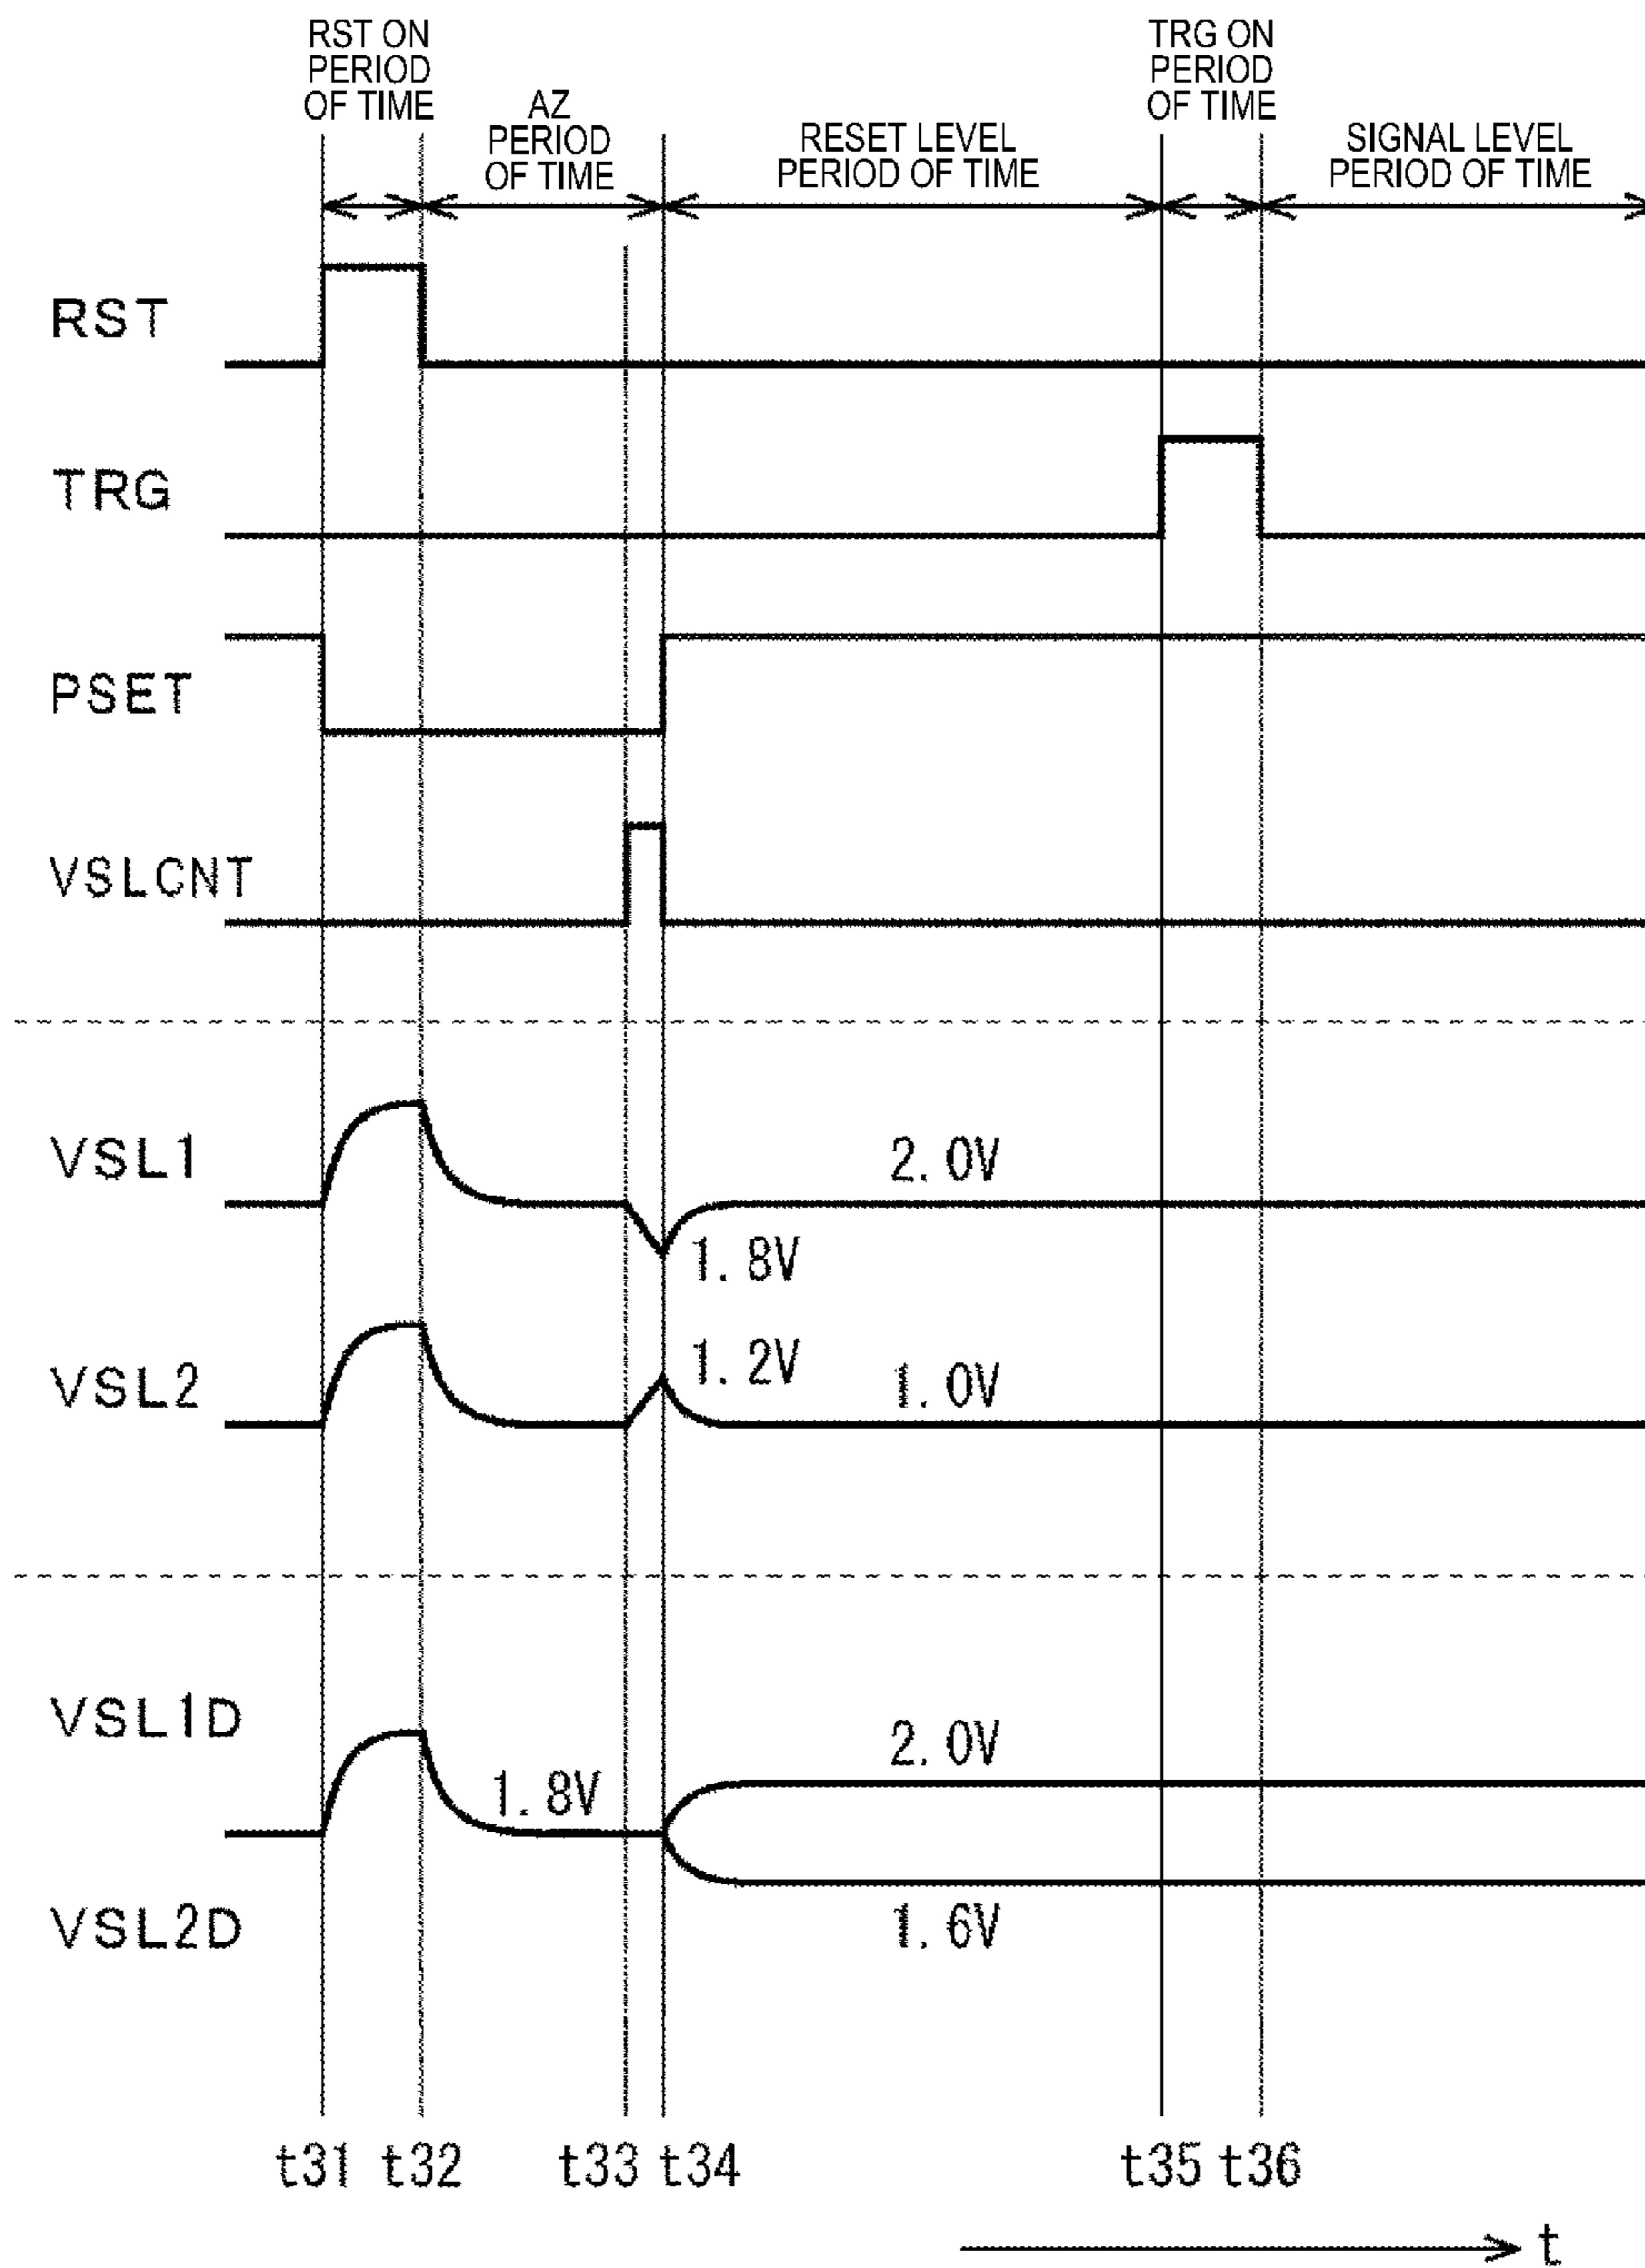 RST ON
PERIOD
OF TIME
AZ
PERIOD
OF TIME
RESET LEVEL
PERIOD OF TIME
TRG ON
PERIOD
OF TIME
SIGNAL LEVEL
PERIOD OF TIME
RST
TRG
PSET
VSLCNT
VSL1
2.0V
1.8V
VSL2
1.2V
1.0V
VSL1D
1.8V
2.0V
VSL2D
1.6V
t31 t32 t33 t34 t35 t36
t